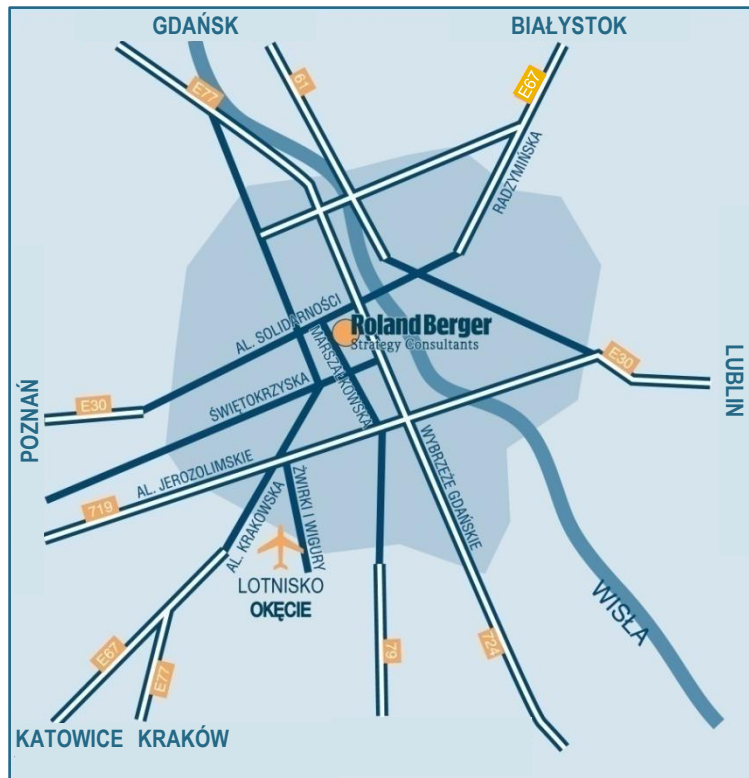 GDAŃSK
BIAŁYSTOK
E77
61
E67
RADZYMIŃSKA
AL. SOLIDARNOŚCI
Roland Berger
Strategy Consultants
MARSZAŁKOWSKA
LUBLIN
E30
POZNAŃ
E30
ŚWIĘTOKRZYSKA
AL. JEROZOLIMSKIE
WYBRZEŻE GDAŃSKIE
719
AL. KRAKOWSKA
ŻWIRKI I WIGURY
LOTNISKO
OKĘCIE
WISŁA
E67
E77
79
724
KATOWICE
KRAKÓW